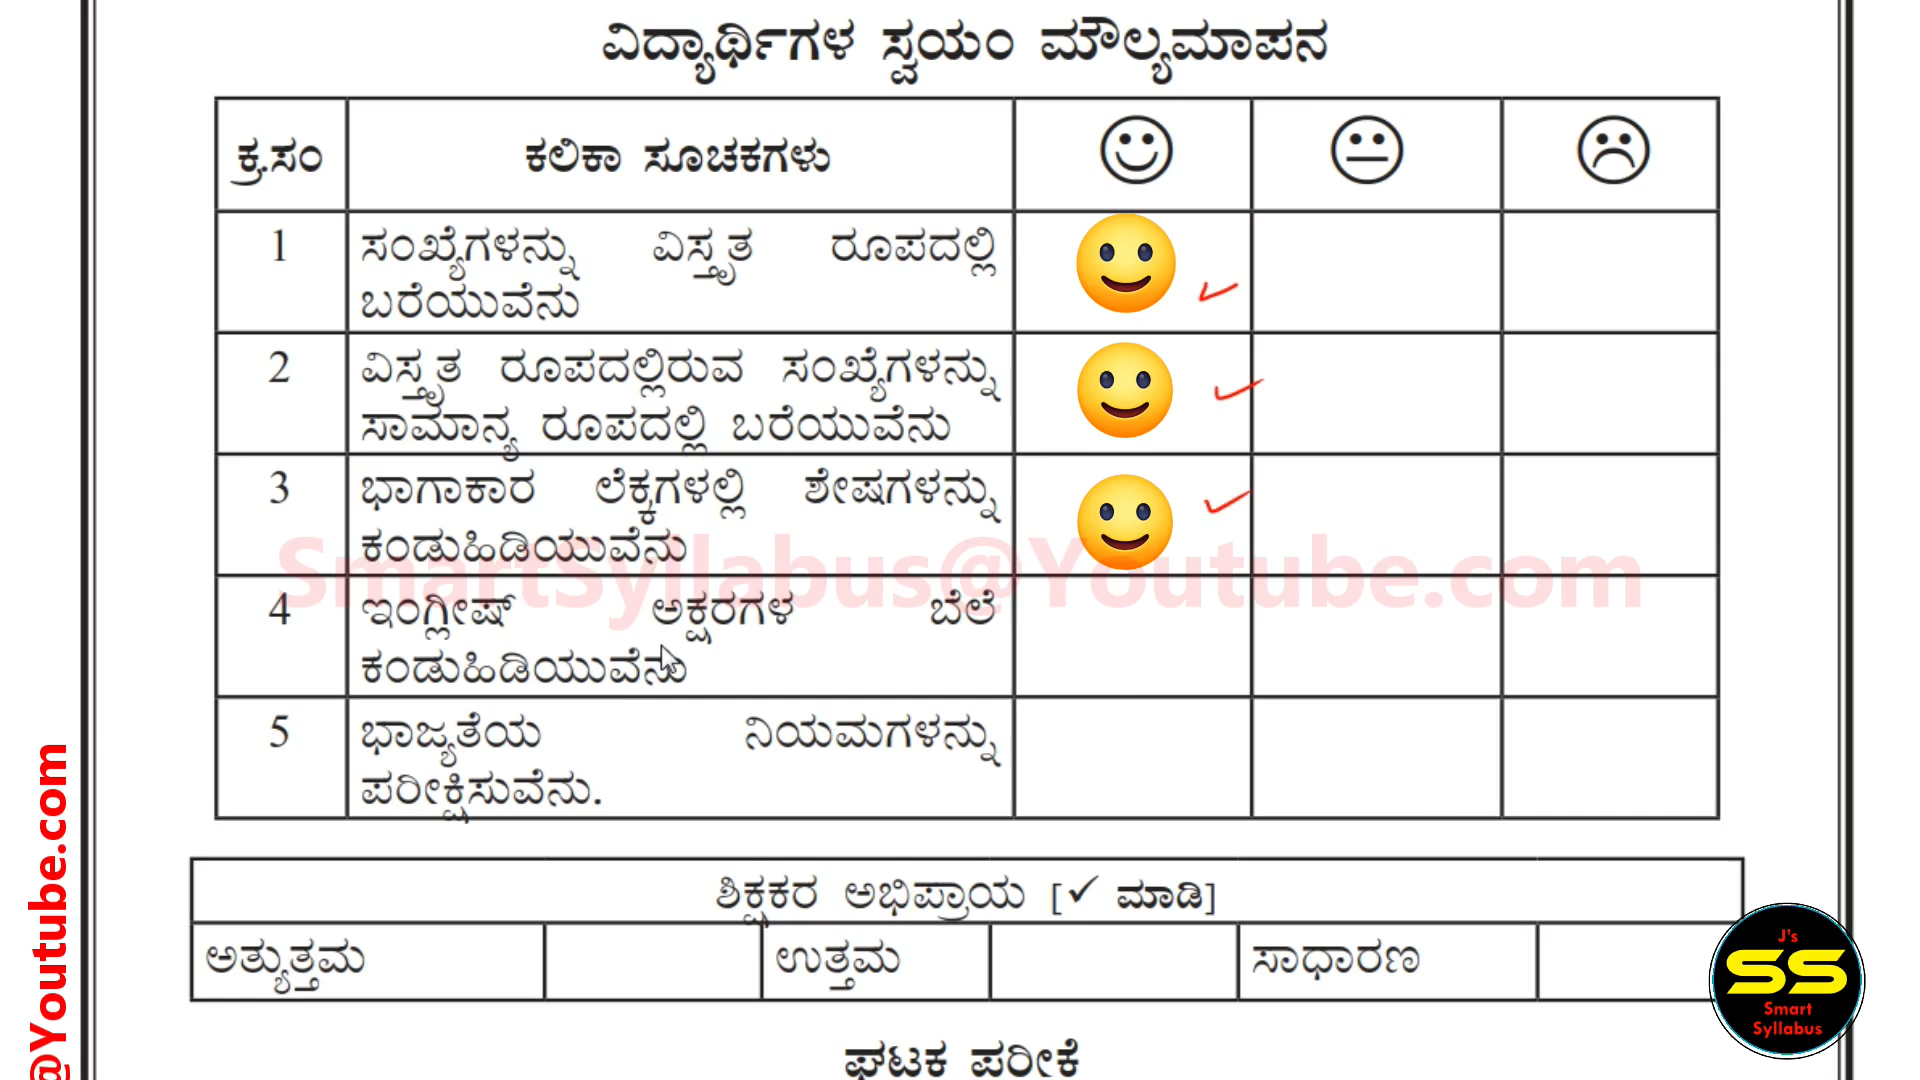 ವಿದ್ಯಾರ್ಥಿಗಳ ಸ್ವಯಂ ಮೌಲ್ಯಮಾಪನ
ಕ್ರ.ಸಂ ಕಲಿಕಾ ಸೂಚಕಗಳು
1 ಸಂಖ್ಯೆಗಳನ್ನು ವಿಸ್ತೃತ ರೂಪದಲ್ಲಿ
ಬರೆಯುವೆನು
2 ವಿಸ್ತೃತ ರೂಪದಲ್ಲಿರುವ ಸಂಖ್ಯೆಗಳನ್ನು
ಸಾಮಾನ್ಯ ರೂಪದಲ್ಲಿ ಬರೆಯುವೆನು
3 ಭಾಗಾಕಾರ ಲೆಕ್ಕಗಳಲ್ಲಿ ಶೇಷಗಳನ್ನು
ಕಂಡುಹಿಡಿಯುವೆನು
SmartSyllabus@Youtube.com
4 ಇಂಗ್ಲೀಷ್ ಅಕ್ಷರಗಳ ಬೆಲೆ
ಕಂಡುಹಿಡಿಯುವೆನು
5 ಭಾಜ್ಯತೆಯ ನಿಯಮಗಳನ್ನು
ಪರೀಕ್ಷಿಸುವೆನು.
ಶಿಕ್ಷಕರ ಅಭಿಪ್ರಾಯ [✓ ಮಾಡಿ]
ಅತ್ಯುತ್ತಮ ಉತ್ತಮ ಸಾಧಾರಣ
ಘಟಕ ಪರೀಕ್ಷೆ
@Youtube.com
J's
SS
Smart
Syllabus